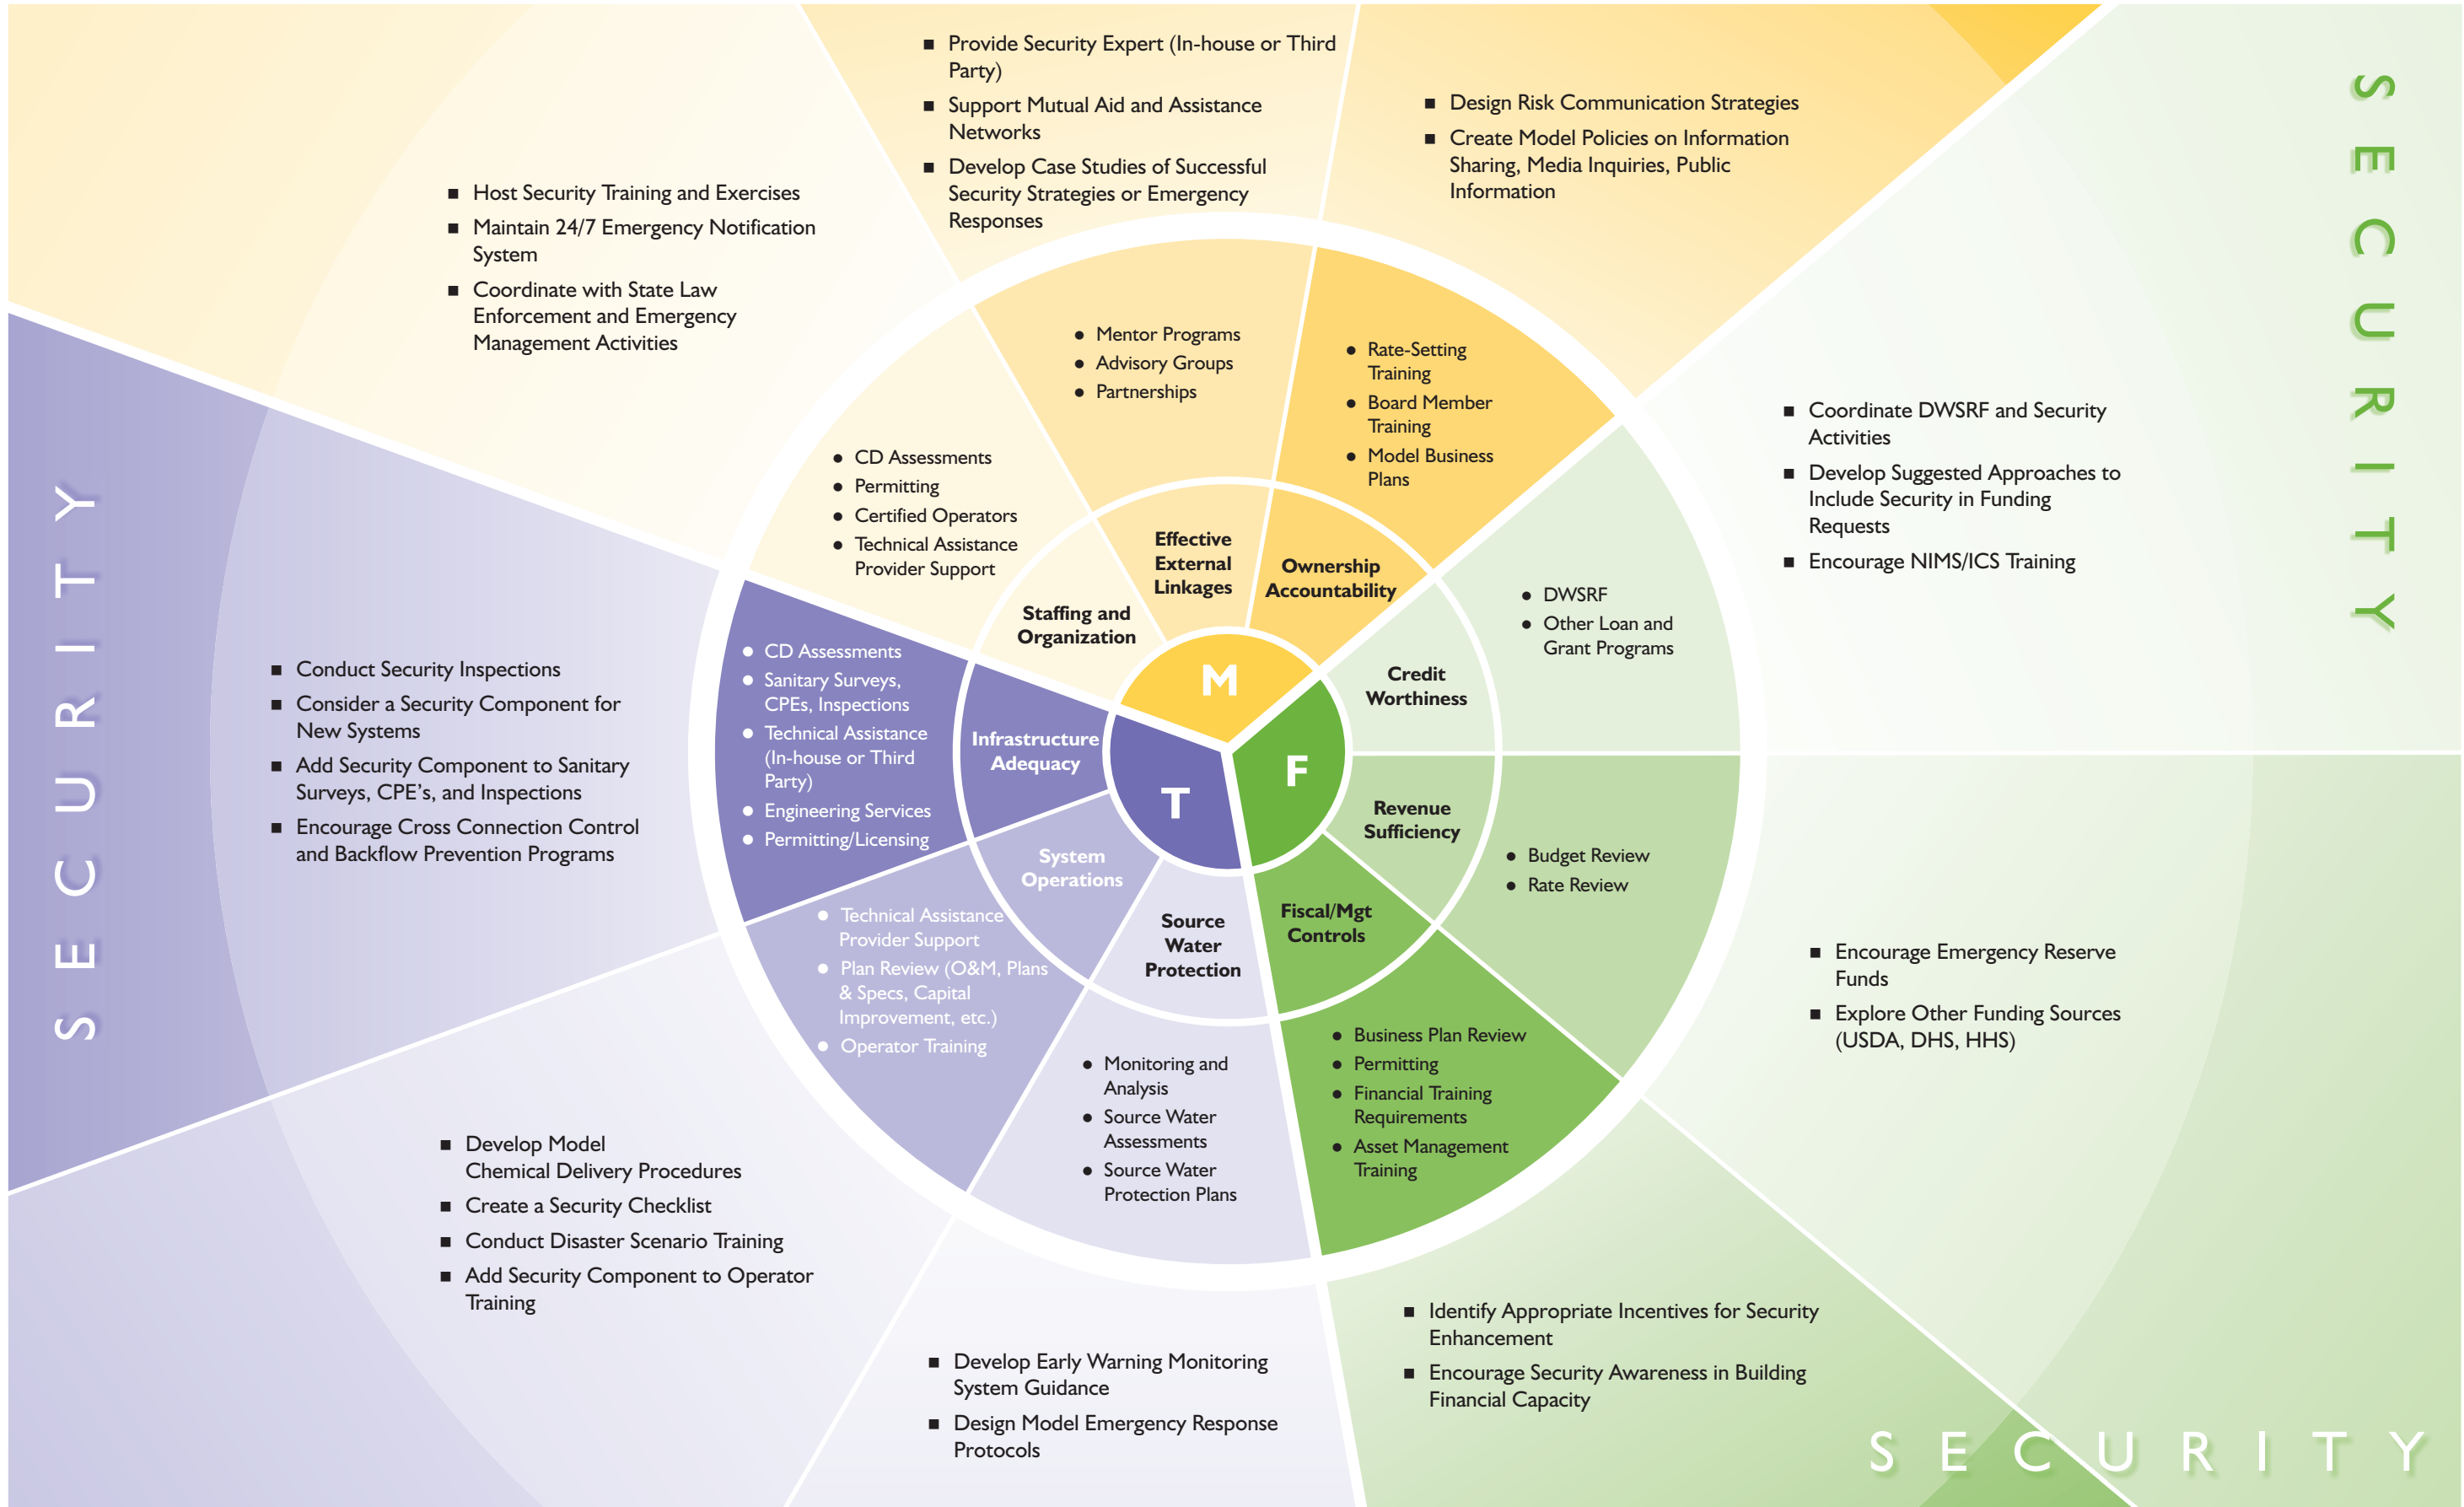 ■ Provide Security Expert (In-house or Third
Party)
■ Support Mutual Aid and Assistance
Networks
■ Develop Case Studies of Successful
Security Strategies or Emergency
Responses
■ Design Risk Communication Strategies
■ Create Model Policies on Information
Sharing, Media Inquiries, Public
Information
■ Host Security Training and Exercises
■ Maintain 24/7 Emergency Notification
System
■ Coordinate with State Law
Enforcement and Emergency
Management Activities
SECURITY
● Mentor Programs
● Advisory Groups
● Partnerships
● Rate-Setting
Training
● Board Member
Training
● Model Business
Plans
● CD Assessments
● Permitting
● Certified Operators
● Technical Assistance
Provider Support
■ Coordinate DWSRF and Security
Activities
■ Develop Suggested Approaches to
Include Security in Funding
Requests
■ Encourage NIMS/ICS Training
Effective
External
Linkages
Ownership
Accountability
Staffing and
Organization
● DWSRF
● Other Loan and
Grant Programs
SECURITY
■ Conduct Security Inspections
■ Consider a Security Component for
New Systems
■ Add Security Component to Sanitary
Surveys, CPE's, and Inspections
■ Encourage Cross Connection Control
and Backflow Prevention Programs
● CD Assessments
● Sanitary Surveys,
CPEs, Inspections
● Technical Assistance
(In-house or Third
Party)
● Engineering Services
● Permitting/Licensing
Infrastructure
Adequacy
M
T
F
Credit
Worthiness
Revenue
Sufficiency
● Budget Review
● Rate Review
System
Operations
Source
Water
Protection
Fiscal/Mgt
Controls
● Technical Assistance
Provider Support
● Plan Review (O&M, Plans
& Specs, Capital
Improvement, etc.)
● Operator Training
■ Encourage Emergency Reserve
Funds
■ Explore Other Funding Sources
(USDA, DHS, HHS)
● Monitoring and
Analysis
● Source Water
Assessments
● Source Water
Protection Plans
● Business Plan Review
● Permitting
● Financial Training
Requirements
● Asset Management
Training
■ Develop Model
Chemical Delivery Procedures
■ Create a Security Checklist
■ Conduct Disaster Scenario Training
■ Add Security Component to Operator
Training
■ Develop Early Warning Monitoring
System Guidance
■ Design Model Emergency Response
Protocols
■ Identify Appropriate Incentives for Security
Enhancement
■ Encourage Security Awareness in Building
Financial Capacity
SECURITY